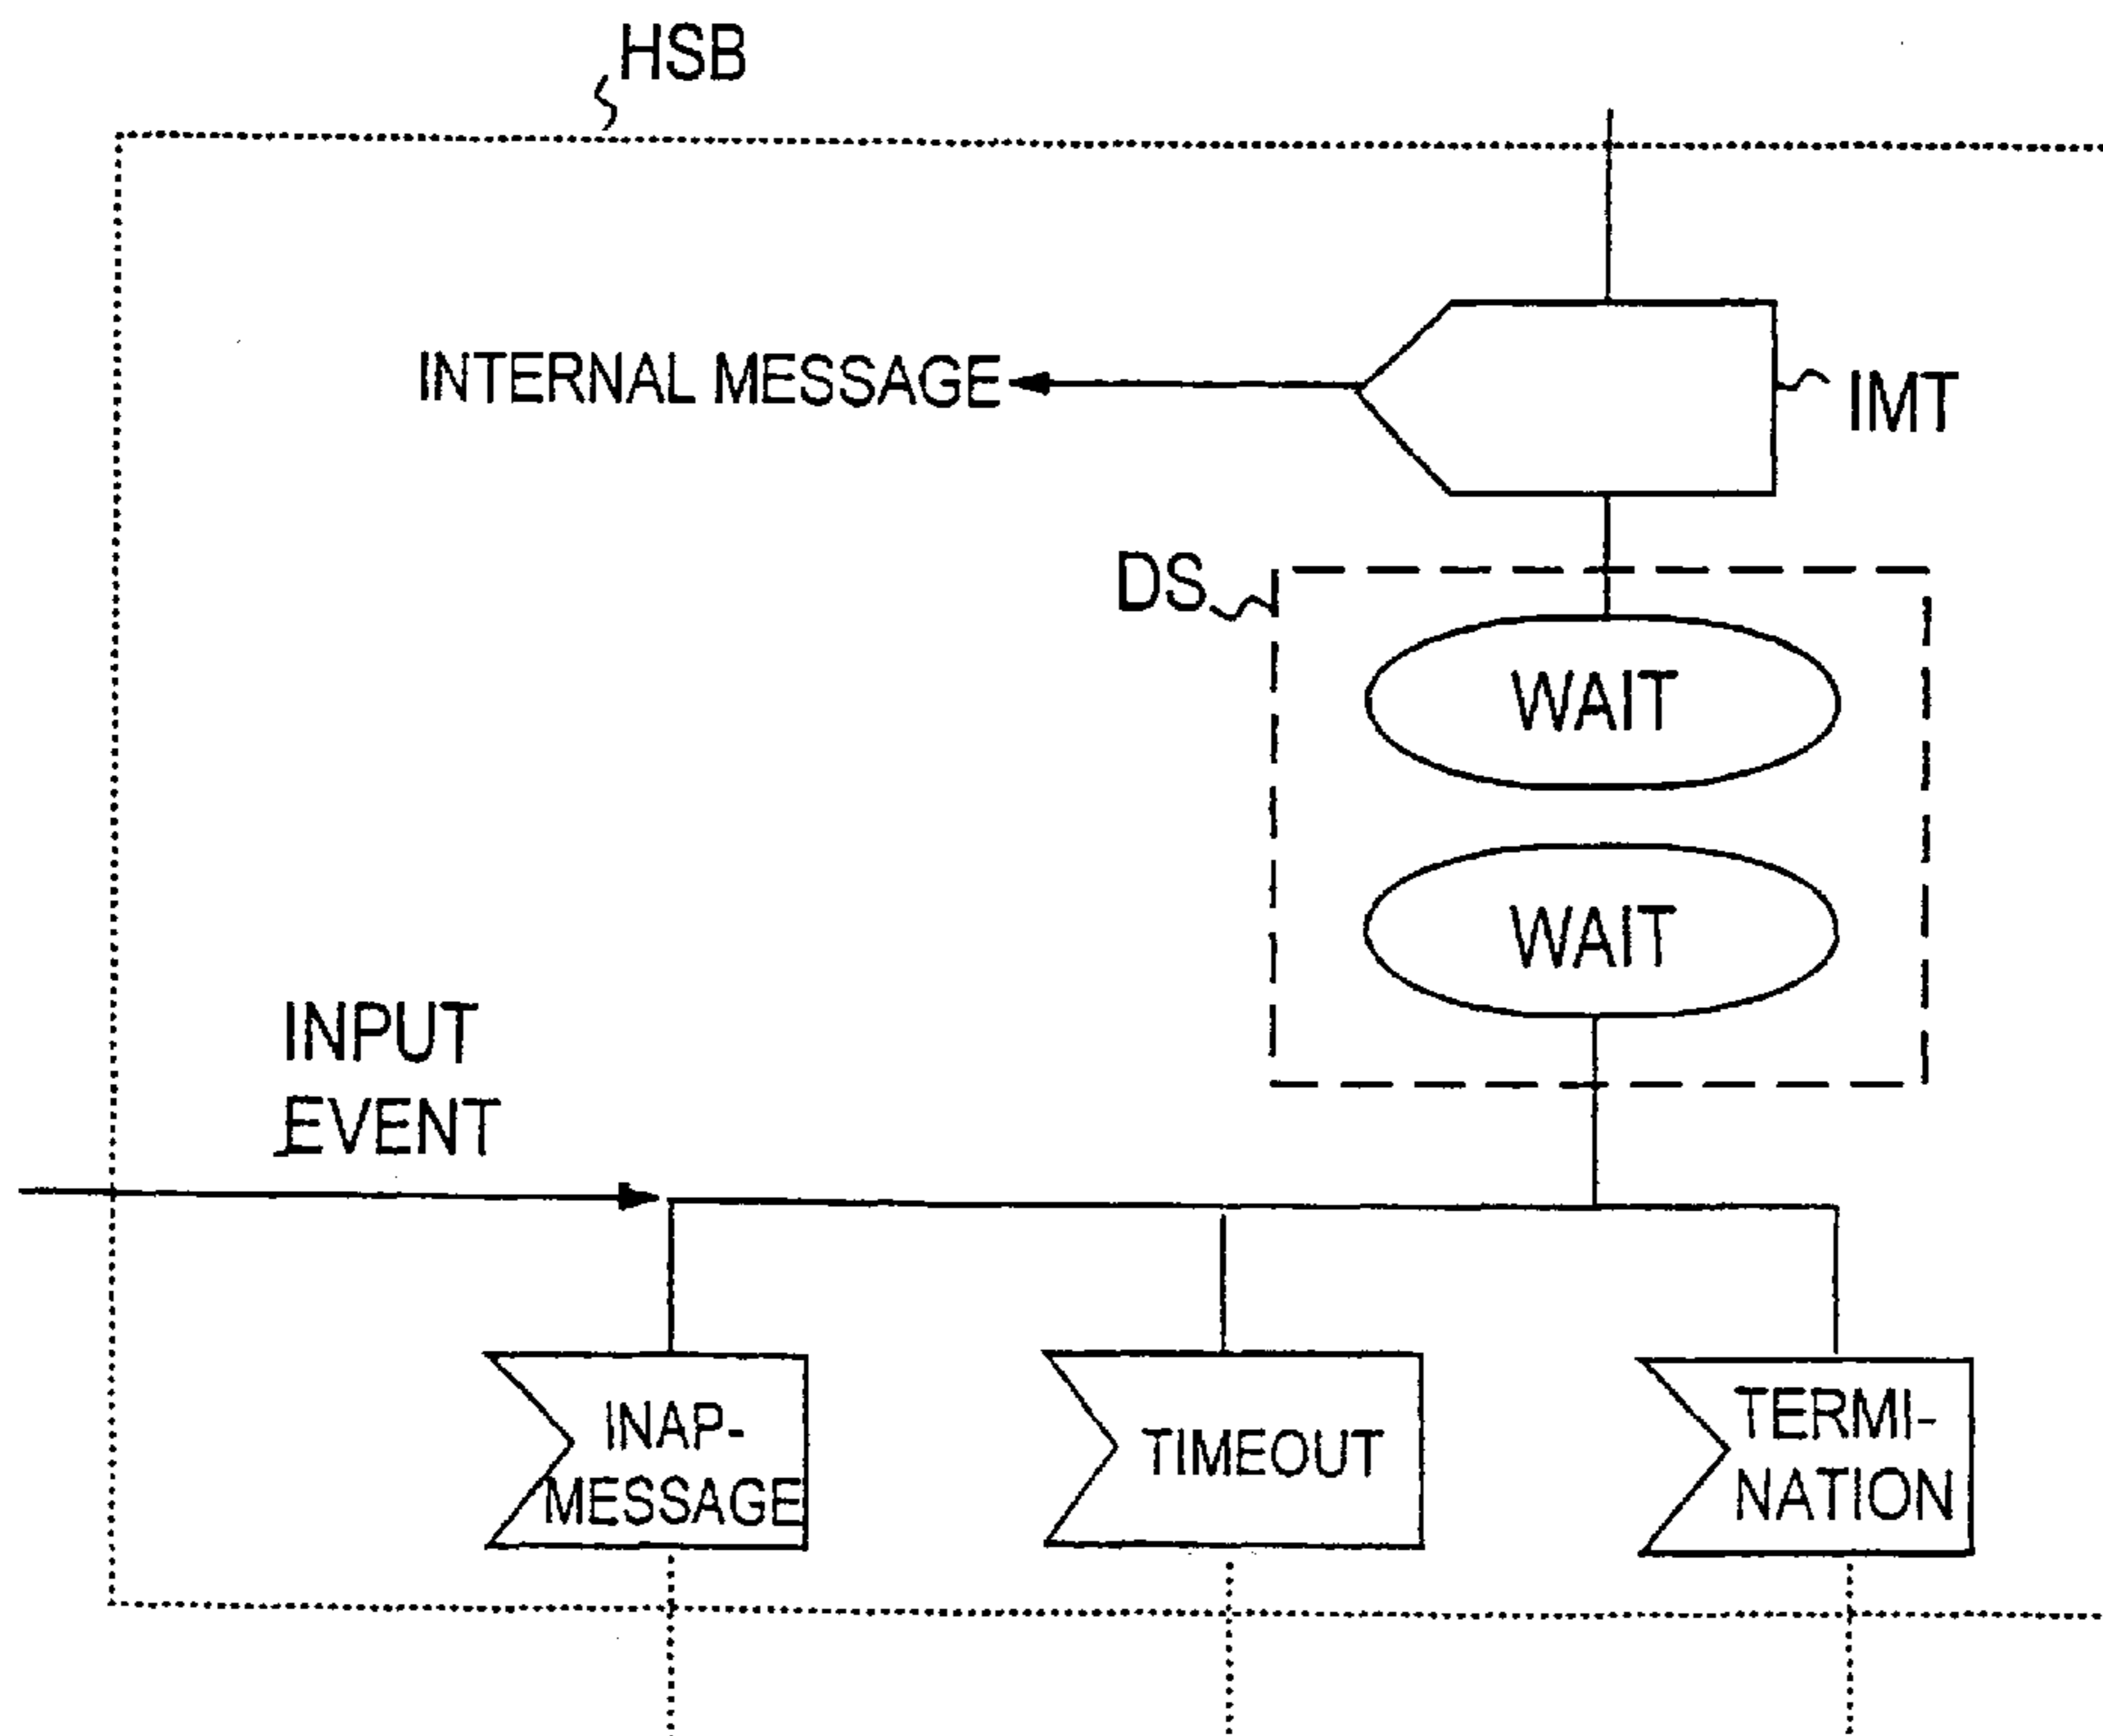 HSB
INTERNAL MESSAGE
IMT
DS
WAIT
WAIT
INPUT
EVENT
INAP-
MESSAGE
TIMEOUT
TERMI-
NATION